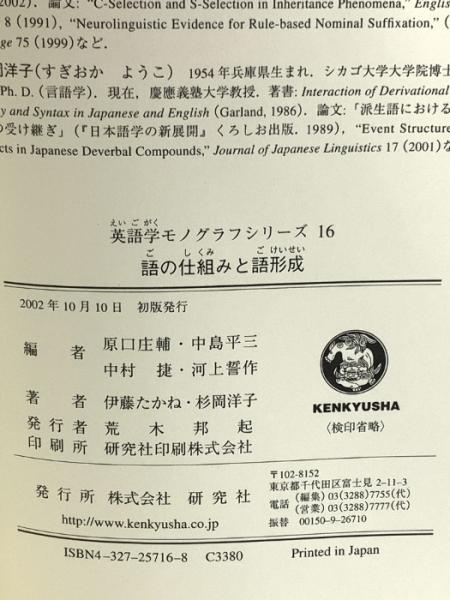 2002). 論文: "C-Selection and S-Selection in Inheritance Phenomena," English
8 (1991), "Neurolinguistic Evidence for Rule-based Nominal Suffixation," (
ge 75 (1999)など.
岡洋子(すぎおか ようこ) 1954年兵庫県生まれ. シカゴ大学大学院博士
Ph. D. (言語学). 現在, 慶應義塾大学教授. 著書: Interaction of Derivational
y and Syntax in Japanese and English (Garland, 1986). 論文:「派生語における
の受け継ぎ」(『日本語学の新展開』くろしお出版. 1989), "Event Structure
cts in Japanese Deverbal Compounds," Journal of Japanese Linguistics 17 (2001)な
えいごがく
英語学モノグラフシリーズ 16
ご しく ごけいせい
語の仕組みと語形成
2002年10月10日 初版発行
編者 原口庄輔・中島平三
中村 捷・河上誓作
著者 伊藤たかね・杉岡洋子
発行者 荒木邦起
印刷所 研究社印刷株式会社
KENKYUSHA
〈検印省略〉
発行所 株式会社 研究社
http://www.kenkyusha.co.jp
〒102-8152
東京都千代田区富士見2-11-3
電話 (編集) 03(3288)7755(代)
(営業) 03(3288)7777(代)
振替 00150-9-26710
ISBN4-327-25716-8 C3380 Printed in Japan